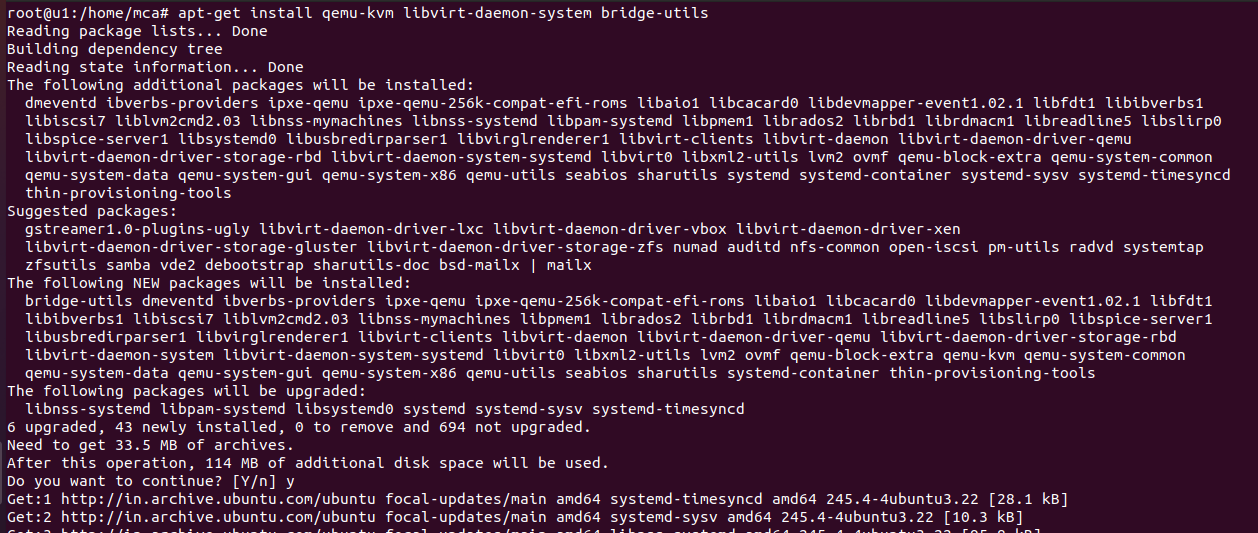 root@u1:/home/mca# apt-get install qemu-kvm libvirt-daemon-system bridge-utils
Reading package lists... Done
Building dependency tree
Reading state information... Done
The following additional packages will be installed:
  dmeventd ibverbs-providers ipxe-qemu ipxe-qemu-256k-compat-efi-roms libaio1 libcacard0 libdevmapper-event1.02.1 libfdt1 libibverbs1
  libiscsi7 liblvm2cmd2.03 libnss-mymachines libnss-systemd libpam-systemd libpmem1 librados2 librbd1 librdmacm1 libreadline5 libslirp0
  libspice-server1 libsystemd0 libusbredirparser1 libvirglrenderer1 libvirt-clients libvirt-daemon libvirt-daemon-driver-qemu
  libvirt-daemon-driver-storage-rbd libvirt-daemon-system-systemd libvirt0 libxml2-utils lvm2 ovmf qemu-block-extra qemu-system-common
  qemu-system-data qemu-system-gui qemu-system-x86 qemu-utils seabios sharutils systemd systemd-container systemd-sysv systemd-timesyncd
  thin-provisioning-tools
Suggested packages:
  gstreamer1.0-plugins-ugly libvirt-daemon-driver-lxc libvirt-daemon-driver-vbox libvirt-daemon-driver-xen
  libvirt-daemon-driver-storage-gluster libvirt-daemon-driver-storage-zfs numad auditd nfs-common open-iscsi pm-utils radvd systemtap
  zfsutils samba vde2 debootstrap sharutils-doc bsd-mailx | mailx
The following NEW packages will be installed:
  bridge-utils dmeventd ibverbs-providers ipxe-qemu ipxe-qemu-256k-compat-efi-roms libaio1 libcacard0 libdevmapper-event1.02.1 libfdt1
  libibverbs1 libiscsi7 liblvm2cmd2.03 libnss-mymachines libpmem1 librados2 librbd1 librdmacm1 libreadline5 libslirp0 libspice-server1
  libusbredirparser1 libvirglrenderer1 libvirt-clients libvirt-daemon libvirt-daemon-driver-qemu libvirt-daemon-driver-storage-rbd
  libvirt-daemon-system libvirt-daemon-system-systemd libvirt0 libxml2-utils lvm2 ovmf qemu-block-extra qemu-kvm qemu-system-common
  qemu-system-data qemu-system-gui qemu-system-x86 qemu-utils seabios sharutils systemd-container thin-provisioning-tools
The following packages will be upgraded:
  libnss-systemd libpam-systemd libsystemd0 systemd systemd-sysv systemd-timesyncd
6 upgraded, 43 newly installed, 0 to remove and 694 not upgraded.
Need to get 33.5 MB of archives.
After this operation, 114 MB of additional disk space will be used.
Do you want to continue? [Y/n] y
Get:1 http://in.archive.ubuntu.com/ubuntu focal-updates/main amd64 systemd-timesyncd amd64 245.4-4ubuntu3.22 [28.1 kB]
Get:2 http://in.archive.ubuntu.com/ubuntu focal-updates/main amd64 systemd-sysv amd64 245.4-4ubuntu3.22 [10.3 kB]